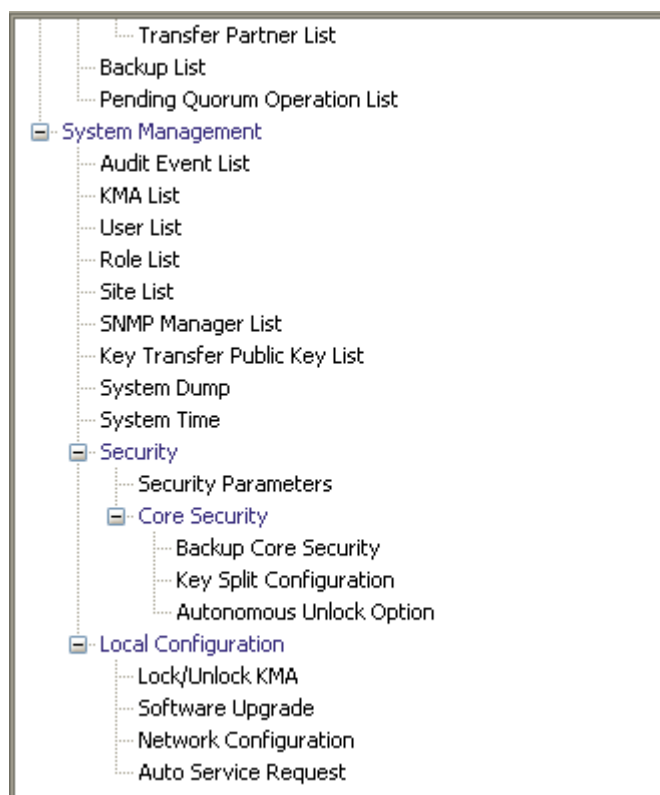 Transfer Partner List
Backup List
Pending Quorum Operation List
System Management
Audit Event List
KMA List
User List
Role List
Site List
SNMP Manager List
Key Transfer Public Key List
System Dump
System Time
Security
Security Parameters
Core Security
Backup Core Security
Key Split Configuration
Autonomous Unlock Option
Local Configuration
Lock/Unlock KMA
Software Upgrade
Network Configuration
Auto Service Request